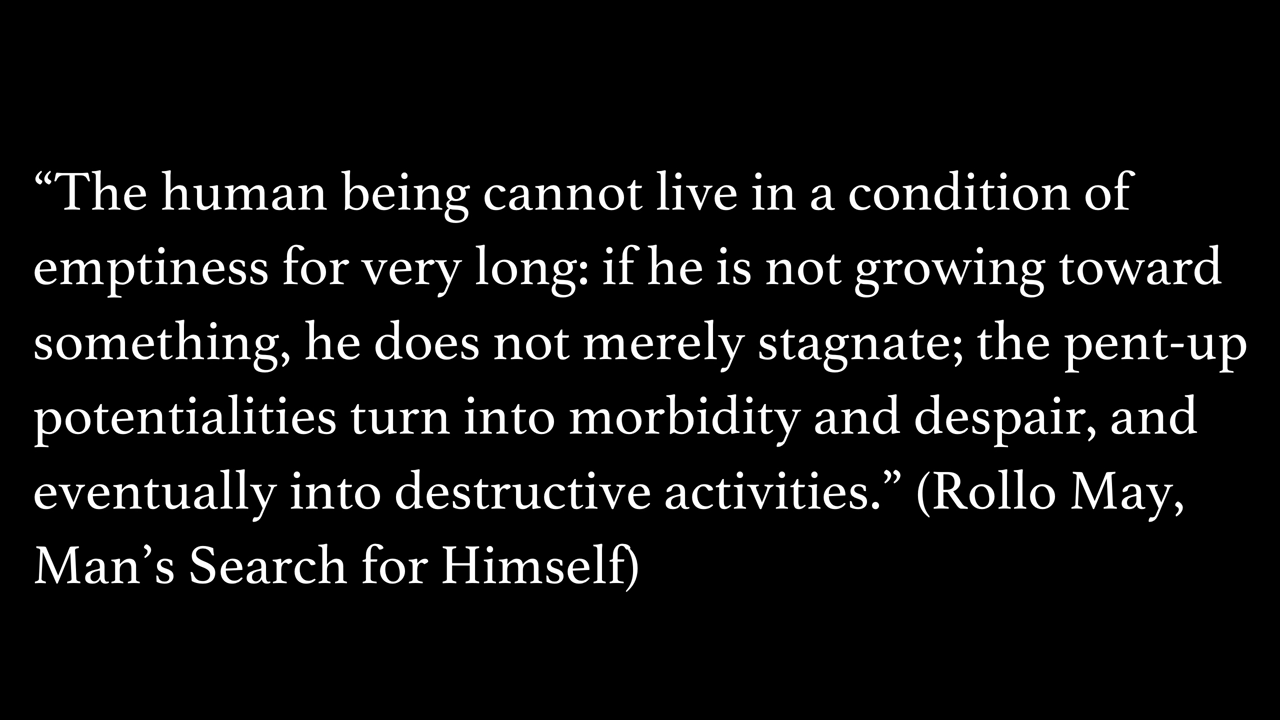 “The human being cannot live in a condition of
emptiness for very long: if he is not growing toward
something, he does not merely stagnate; the pent-up
potentialities turn into morbidity and despair, and
eventually into destructive activities.” (Rollo May,
Man’s Search for Himself)